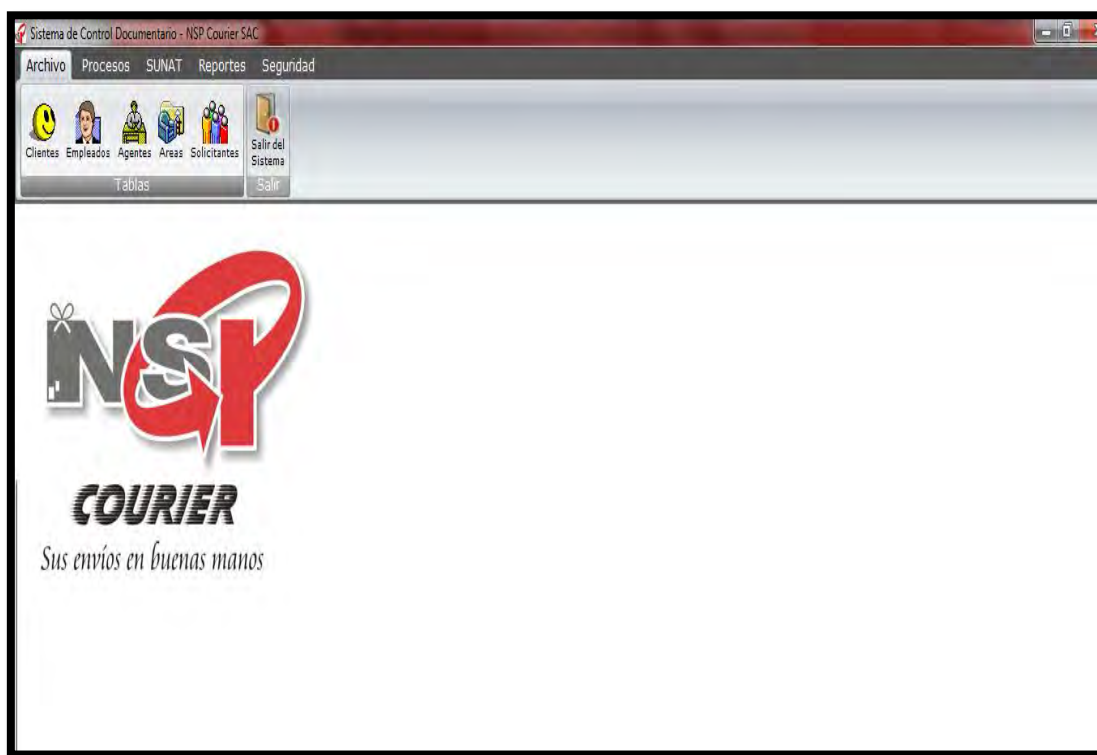 Sistema de Control Documentario - NSP Courier SAC
Archivo Procesos SUNAT Reportes Seguridad
Clientes Empleados Agentes Areas Solicitantes
Salir del
Sistema
Tablas Salir
NSP
COURIER
Sus envíos en buenas manos